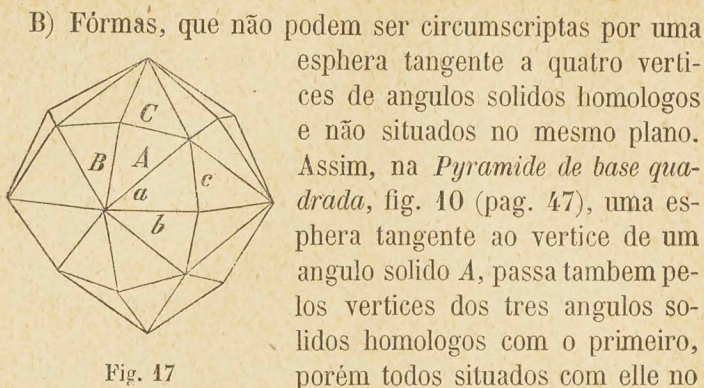 B) Fórmas, que não podem ser circumscriptas por uma
esphera tangente a quatro verti-
ces de angulos solidos homologos
e não situados no mesmo plano.
Assim, na Pyramide de base qua-
drada, fig. 10 (pag. 47), uma es-
phera tangente ao vertice de um
angulo solido A, passa tambem pe-
los vertices dos tres angulos so-
lidos homologos com o primeiro,
porém todos situados com elle no
C
B A
a c
b
Fig. 17